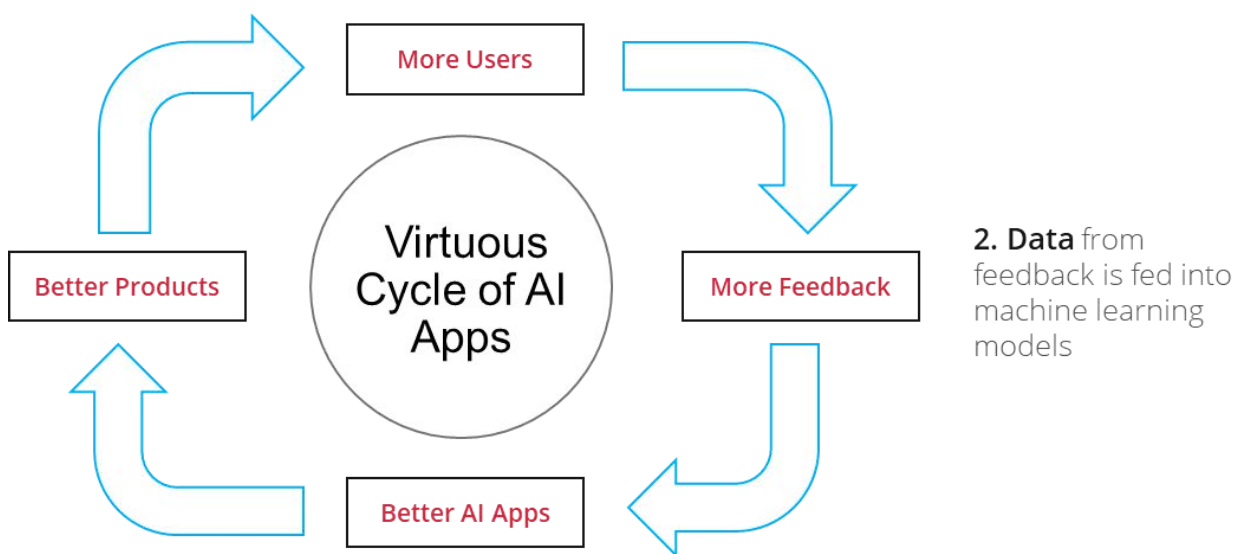 More Users
Virtuous
Cycle of AI
Apps
Better Products
More Feedback
2. Data from
feedback is fed into
machine learning
models
Better AI Apps